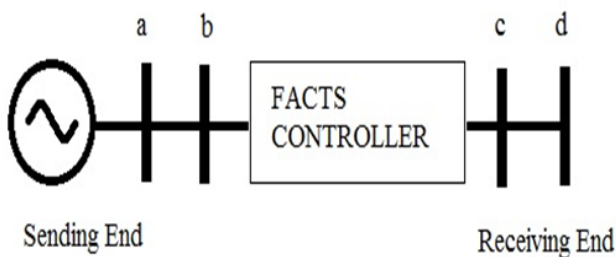 a b c d
FACTS
CONTROLLER
Sending End
Receiving End